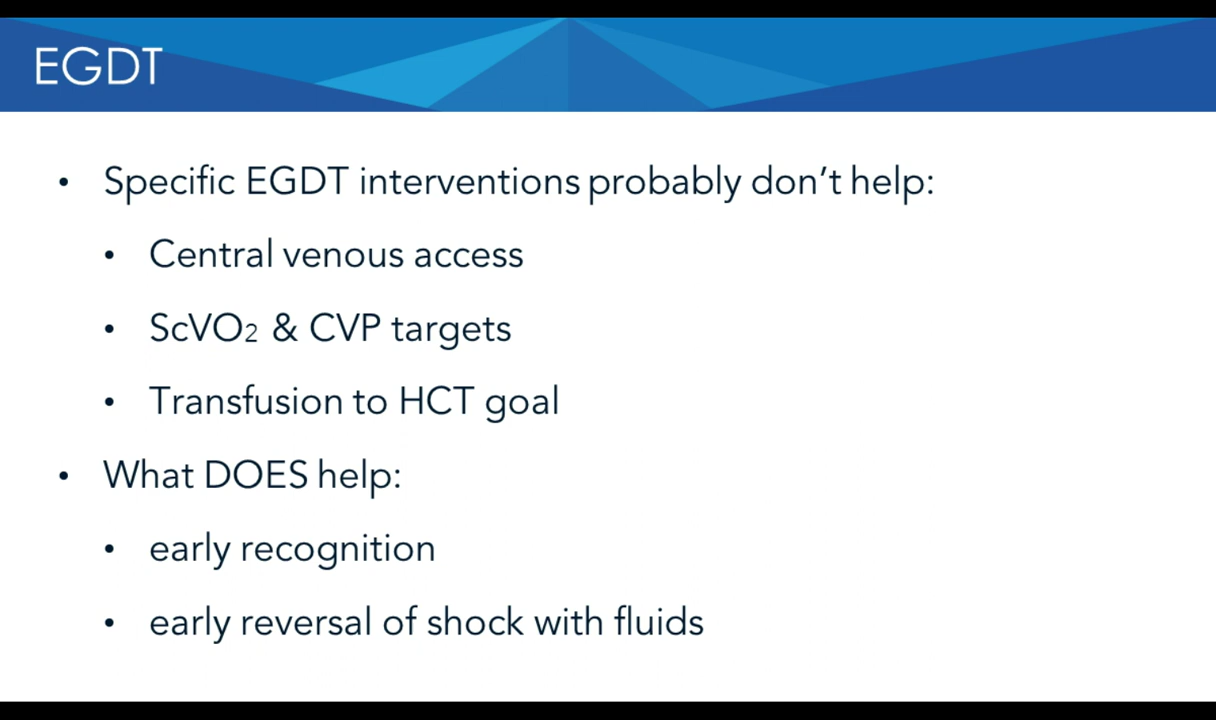 EGDT
• Specific EGDT interventions probably don’t help:
• Central venous access
• ScVO2 & CVP targets
• Transfusion to HCT goal
• What DOES help:
• early recognition
• early reversal of shock with fluids